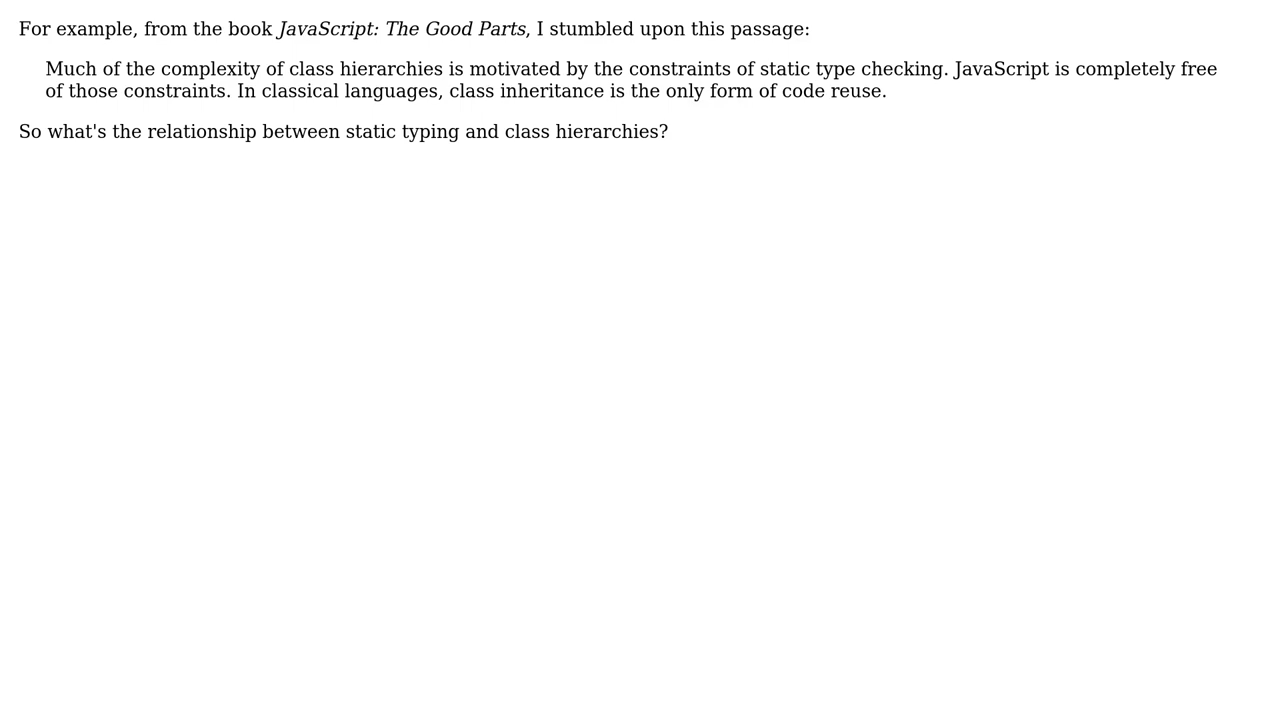 For example, from the book JavaScript: The Good Parts, I stumbled upon this passage:
Much of the complexity of class hierarchies is motivated by the constraints of static type checking. JavaScript is completely free
of those constraints. In classical languages, class inheritance is the only form of code reuse.
So what's the relationship between static typing and class hierarchies?